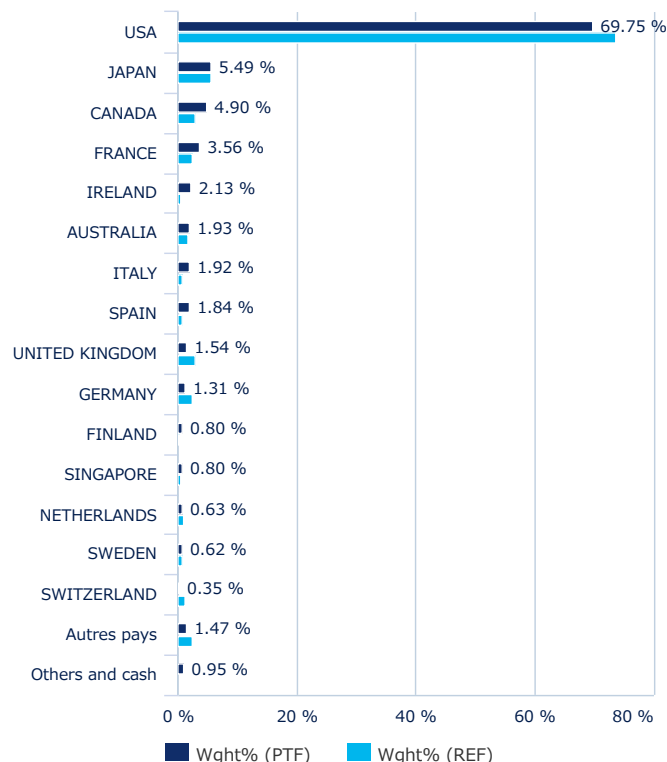 USA 69.75 %
JAPAN 5.49 %
CANADA 4.90 %
FRANCE 3.56 %
IRELAND 2.13 %
AUSTRALIA 1.93 %
ITALY 1.92 %
SPAIN 1.84 %
UNITED KINGDOM 1.54 %
GERMANY 1.31 %
FINLAND 0.80 %
SINGAPORE 0.80 %
NETHERLANDS 0.63 %
SWEDEN 0.62 %
SWITZERLAND 0.35 %
Autres pays 1.47 %
Others and cash 0.95 %
0 % 20 % 40 % 60 % 80 %
Wght% (PTF) Wght% (REF)